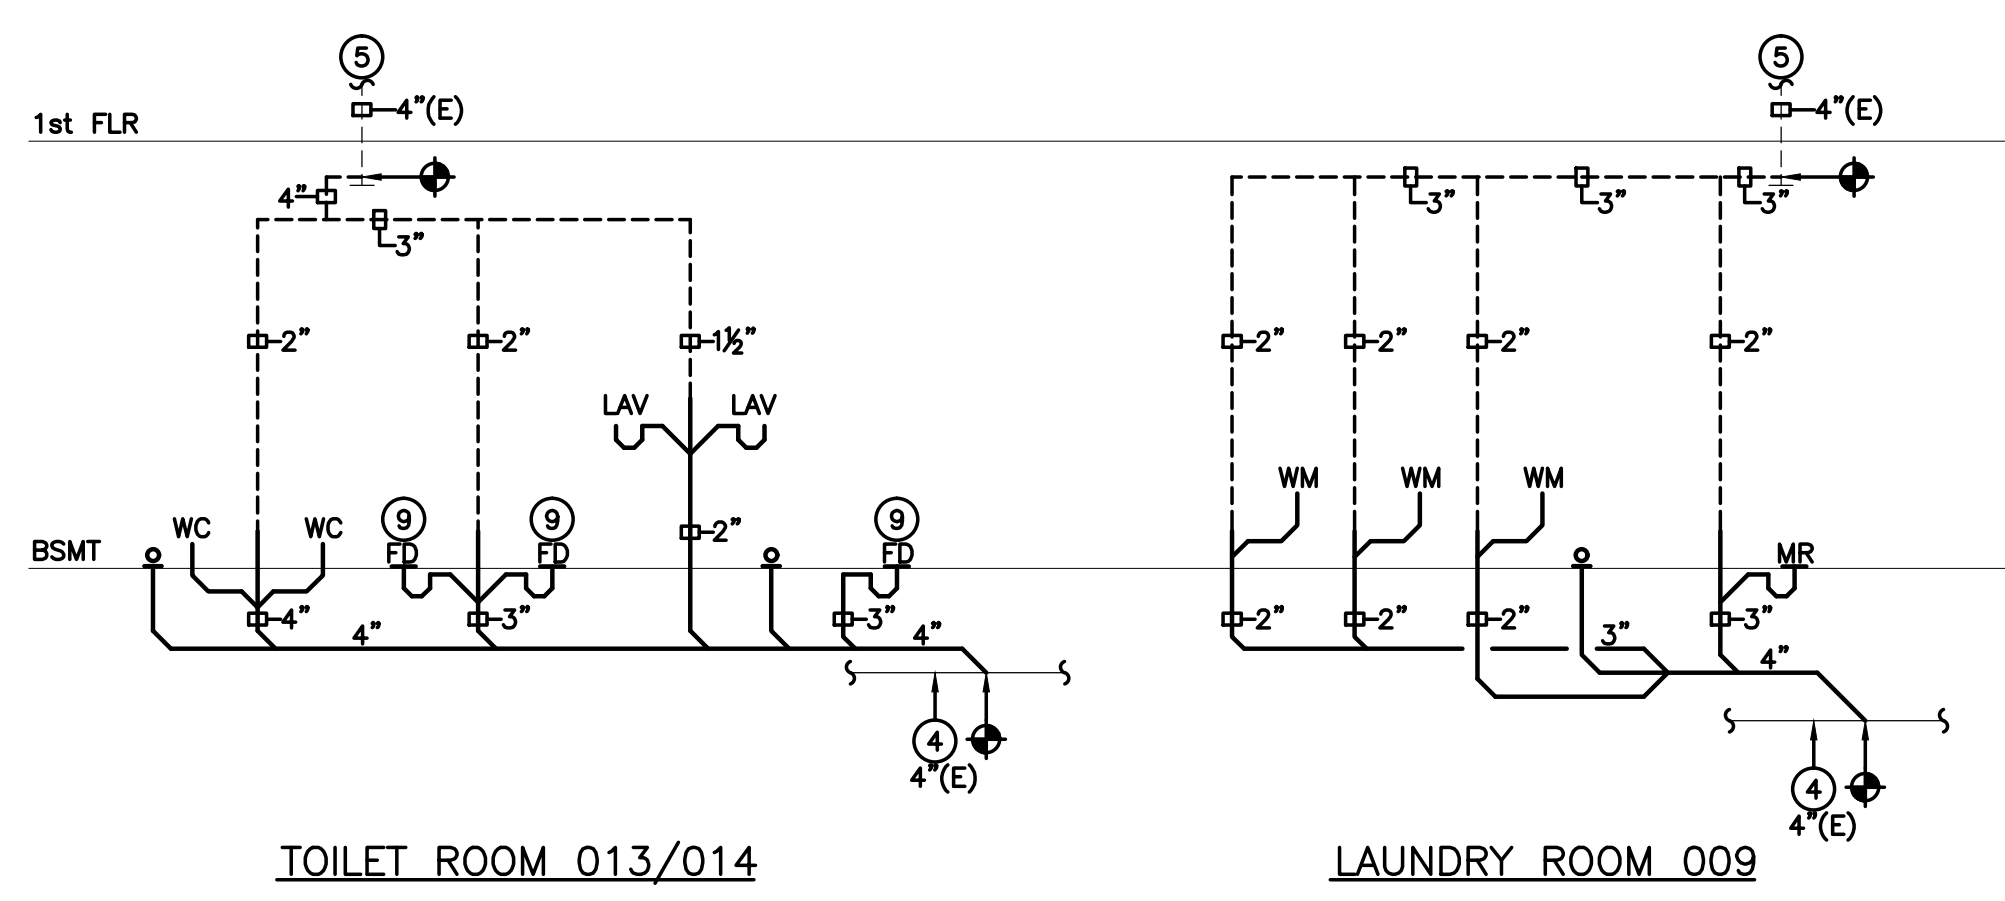 5 5
4"(E) 4"(E)
1st FLR
4" 3" 3" 3" 3"
2" 2" 1½" 2" 2" 2" 2"
LAV LAV
WM WM WM
WC WC 9 9 2" 9
BSMT FD FD FD MR
4" 3" 3" 2" 2" 2" 3"
4" 4" 3" 4"
4 4
4"(E) 4"(E)
TOILET ROOM 013/014 LAUNDRY ROOM 009